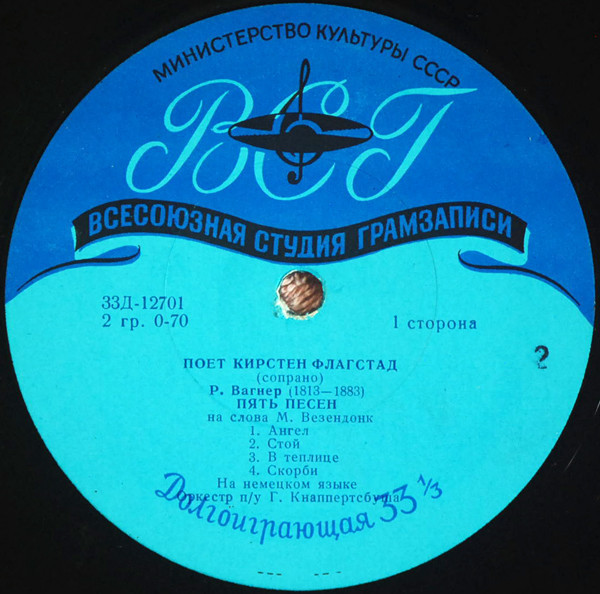 МИНИСТЕРСТВО КУЛЬТУРЫ СССР
ВСГ
ВСЕСОЮЗНАЯ СТУДИЯ ГРАМЗАПИСИ
33Д-12701
2 гр. 0-70
1 сторона
2
ПОЕТ КИРСТЕН ФЛАГСТАД
(сопрано)
Р. Вагнер (1813—1883)
ПЯТЬ ПЕСЕН
на слова М. Везендонк
1. Ангел
2. Стой
3. В теплице
4. Скорби
На немецком языке
Оркестр п/у Г. Кнаппертсбуша
Долгоиграющая 33 1/3